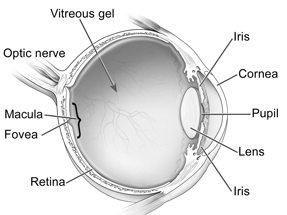 Vitreous gel
Optic nerve
Macula
Fovea
Retina
Iris
Cornea
Pupil
Lens
Iris